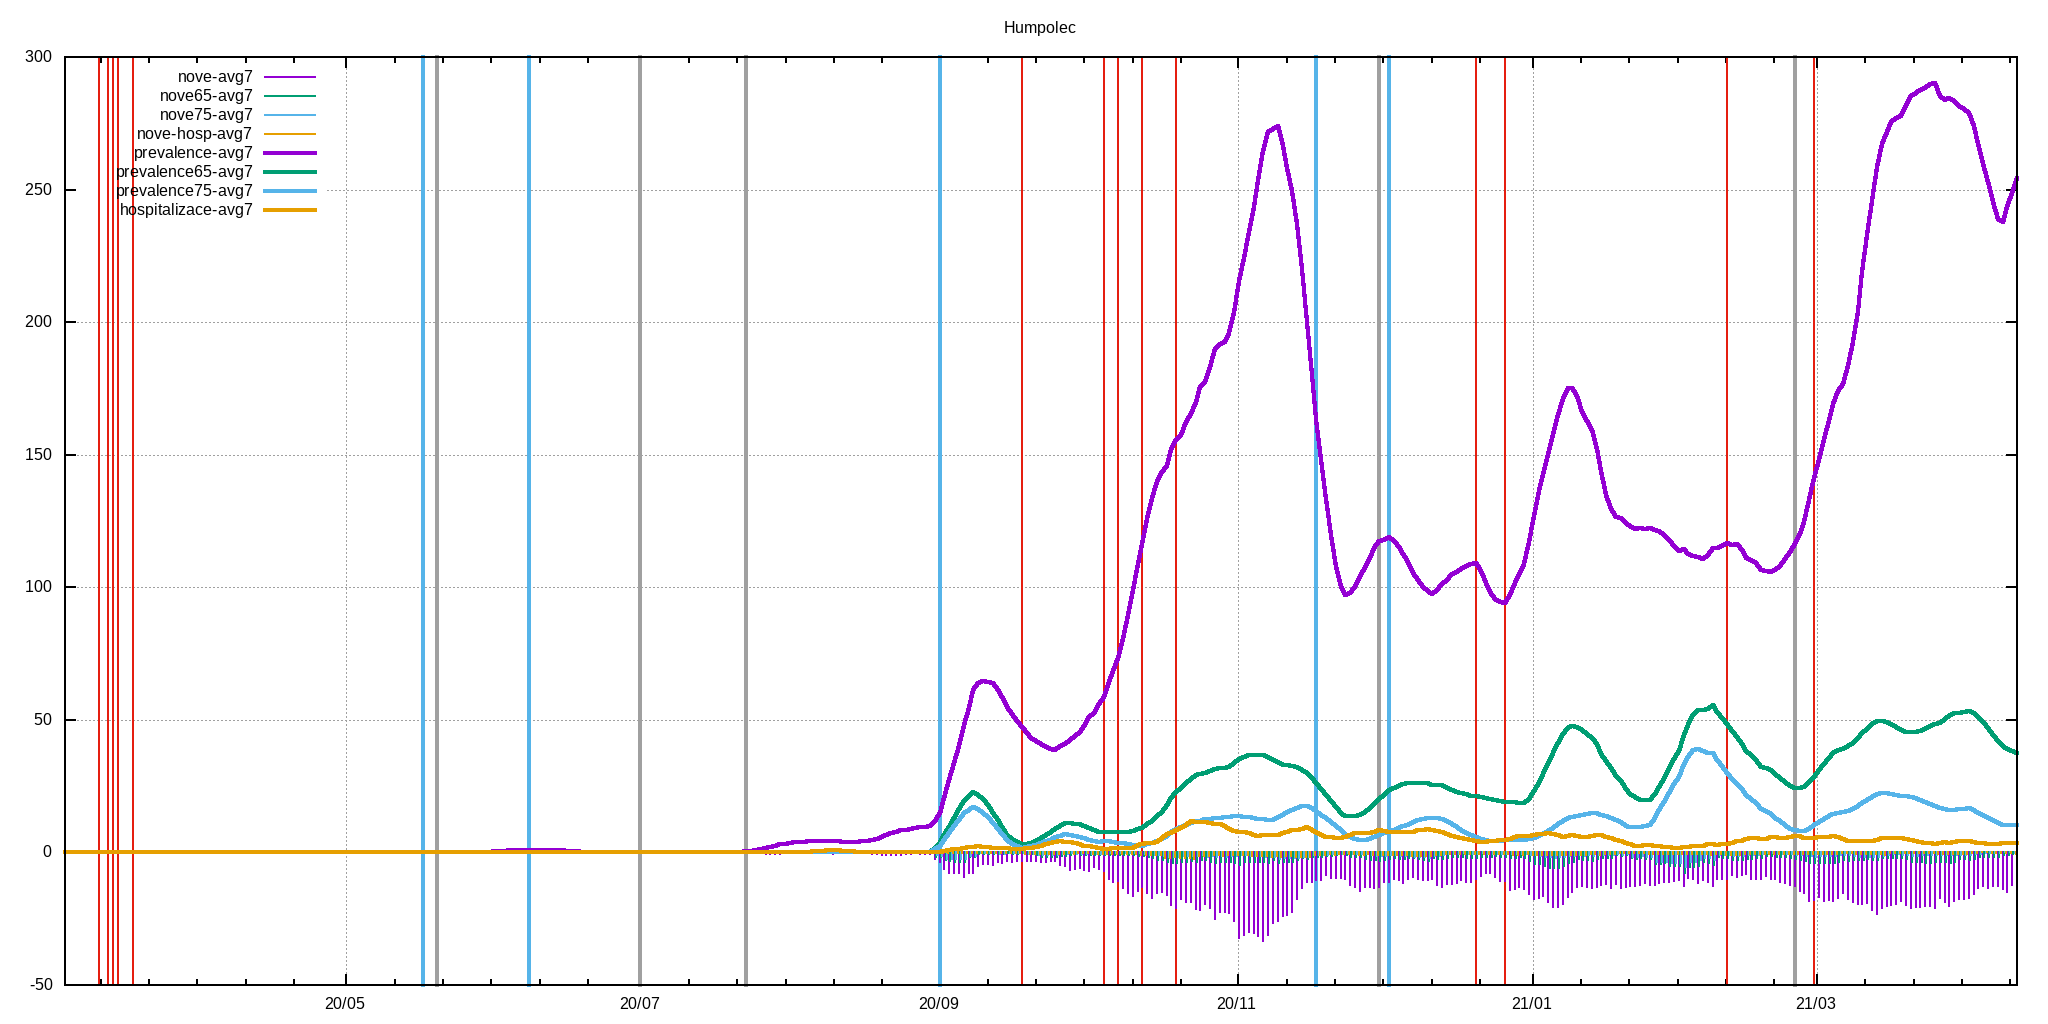 Humpolec
300
250
200
150
100
50
0
-50
nove-avg7
nove65-avg7
nove75-avg7
nove-hosp-avg7
prevalence-avg7
prevalence65-avg7
prevalence75-avg7
hospitalizace-avg7
20/05 20/07 20/09 20/11 21/01 21/03